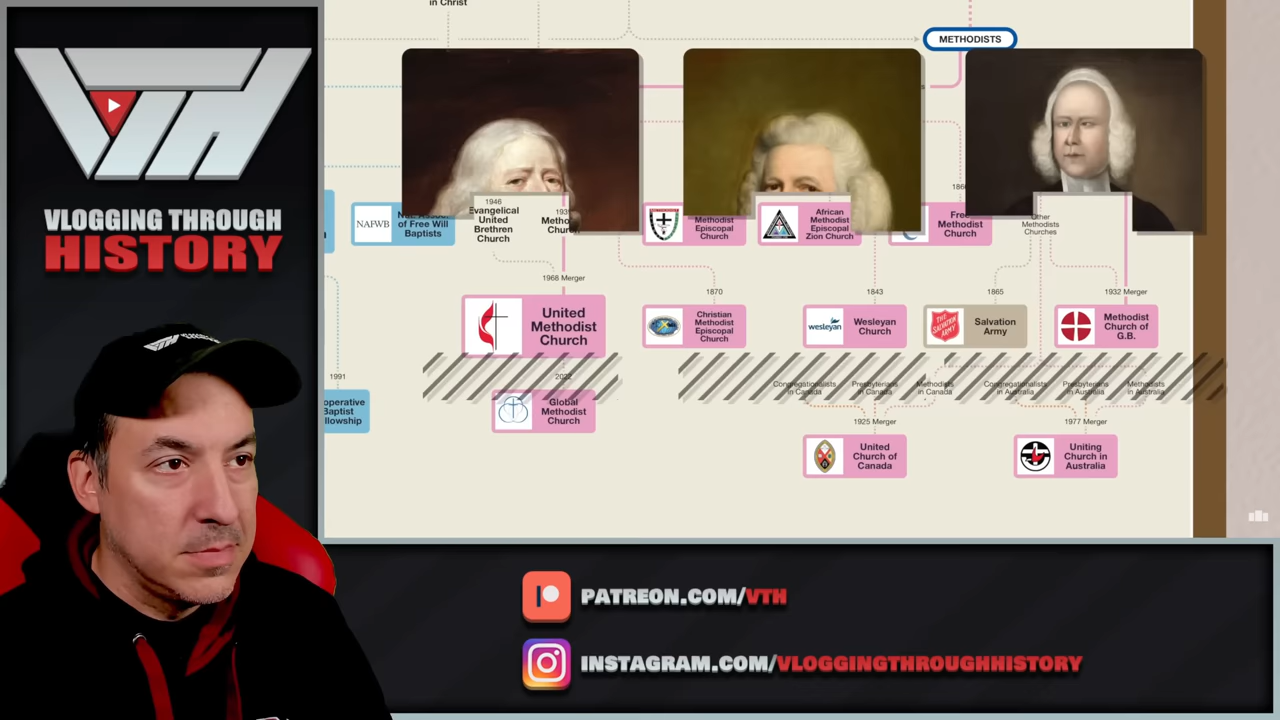 VTH
VLOGGING THROUGH
HISTORY
in Christ
METHODISTS
NAFWB
of Free Will
Baptists
1946
Evangelical
United
Brethren
Church
Methodist
Episcopal
Church
African
Methodist
Episcopal
Zion Church
Methodist
Church
Other
Methodist
Churches
1968 Merger
1870
1843
1865
1932 Merger
United
Methodist
Church
Christian
Methodist
Episcopal
Church
wesleyan
Wesleyan
Church
THE
SALVATION
ARMY
Salvation
Army
Methodist
Church of
G.B.
1991
2022
Congregationalists
in Canada
Presbyterians
in Canada
Methodists
in Canada
Congregationalists
in Australia
Presbyterians
in Australia
Methodists
in Australia
operative
Baptist
llowship
Global
Methodist
Church
1925 Merger
1977 Merger
United
Church of
Canada
Uniting
Church in
Australia
PATREON.COM/VTH
INSTAGRAM.COM/VLOGGINGTHROUGHHISTORY